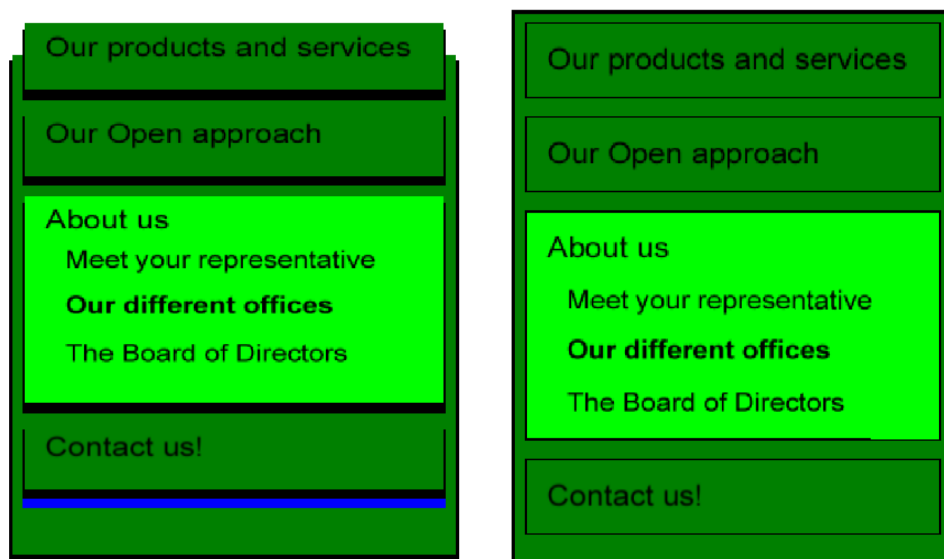 Our products and services
Our Open approach
About us
Meet your representative
Our different offices
The Board of Directors
Contact us!
Our products and services
Our Open approach
About us
Meet your representative
Our different offices
The Board of Directors
Contact us!